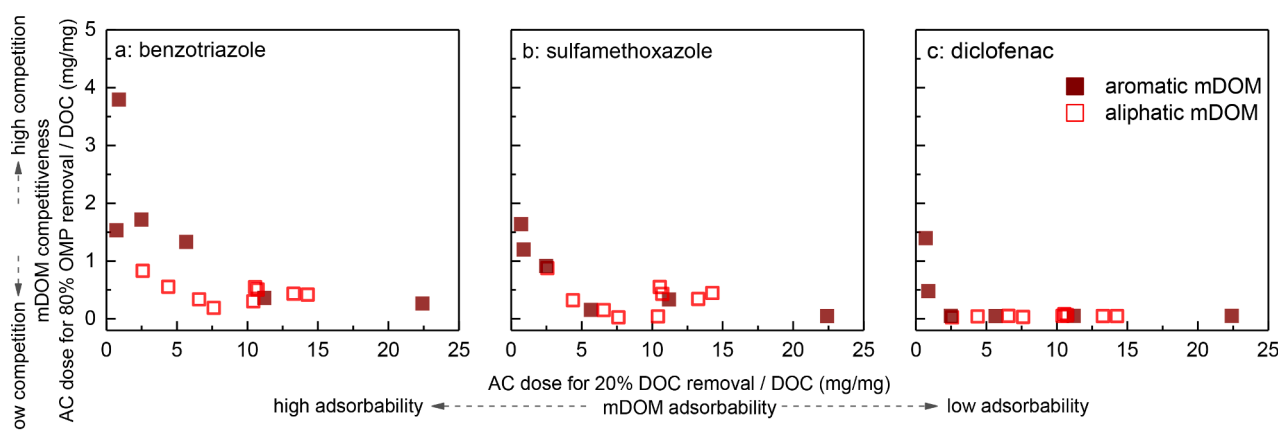 high competition
ow competition
mDOM competitiveness
AC dose for 80% OMP removal / DOC (mg/mg)
5
4
3
2
1
0
a: benzotriazole
0 5 10 15 20 25
b: sulfamethoxazole
0 5 10 15 20 25
c: diclofenac
aromatic mDOM
aliphatic mDOM
0 5 10 15 20 25
AC dose for 20% DOC removal / DOC (mg/mg)
high adsorbability mDOM adsorbability low adsorbability